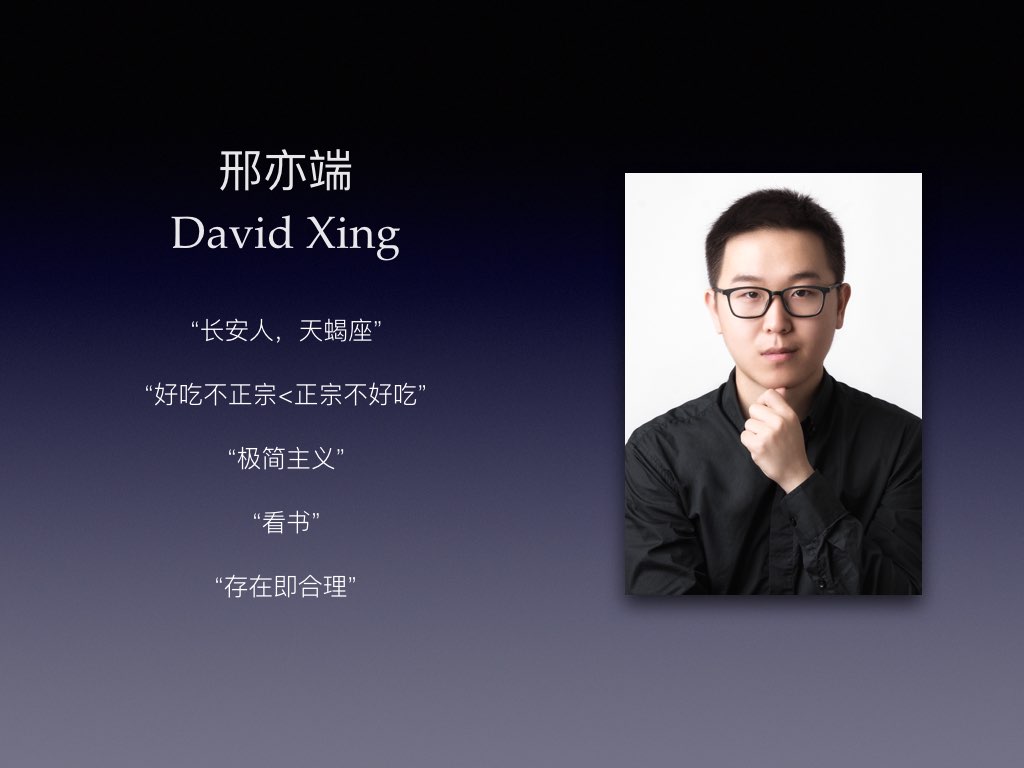 邢亦端
David Xing
“长安人，天蝎座”
“好吃不正宗<正宗不好吃”
“极简主义”
“看书”
“存在即合理”